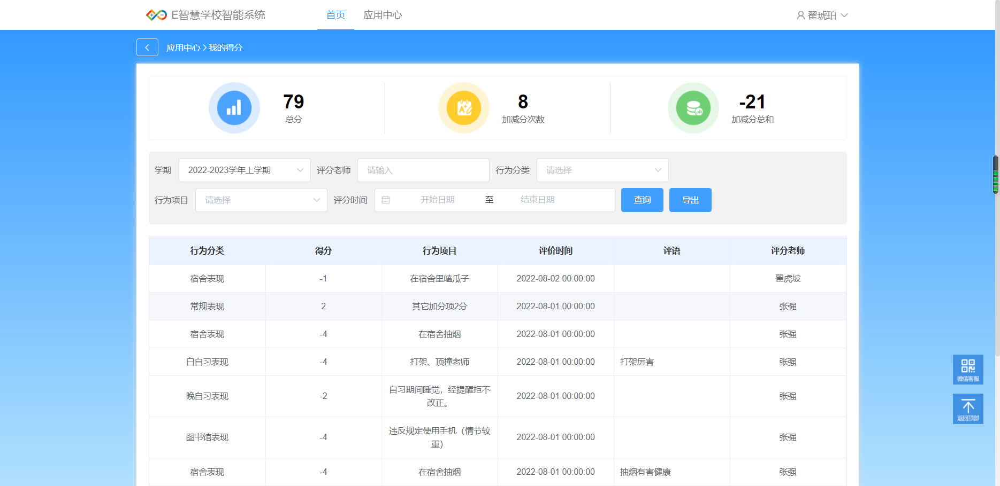 E智慧学校智能系统 首页 应用中心 翟琥珀
应用中心 我的得分
79 8 -21
总分 加减分次数 加减分总和
学期 2022-2023学年上学期 评分老师 请输入 行为分类 请选择
行为项目 请选择 评分时间 开始日期 至 结束日期 查询 导出
行为分类 得分 行为项目 评价时间 评语 评分老师
宿舍表现 -1 在宿舍里嗑瓜子 2022-08-02 00:00:00 翟虎坡
常规表现 2 其它加分项2分 2022-08-01 00:00:00 张强
宿舍表现 -4 在宿舍抽烟 2022-08-01 00:00:00 张强
白自习表现 -4 打架、顶撞老师 2022-08-01 00:00:00 打架厉害 张强
晚自习表现 -2 自习期间睡觉，经提醒拒不
改正。 2022-08-01 00:00:00 张强
图书馆表现 -4 违反规定使用手机（情节较
重） 2022-08-01 00:00:00 张强
宿舍表现 -4 在宿舍抽烟 2022-08-01 00:00:00 抽烟有害健康 张强
微信客服
返回顶部